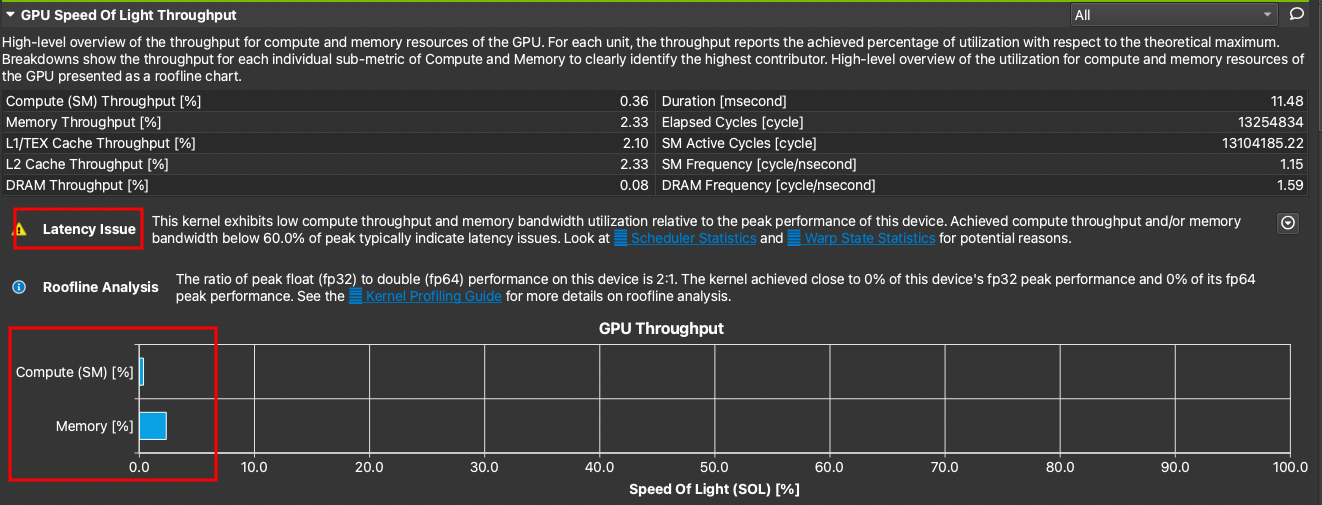 GPU Speed Of Light Throughput
All
High-level overview of the throughput for compute and memory resources of the GPU. For each unit, the throughput reports the achieved percentage of utilization with respect to the theoretical maximum.
Breakdowns show the throughput for each individual sub-metric of Compute and Memory to clearly identify the highest contributor. High-level overview of the utilization for compute and memory resources of
the GPU presented as a roofline chart.
Compute (SM) Throughput [%] 0.36 Duration [msecond] 11.48
Memory Throughput [%] 2.33 Elapsed Cycles [cycle] 13254834
L1/TEX Cache Throughput [%] 2.10 SM Active Cycles [cycle] 13104185.22
L2 Cache Throughput [%] 2.33 SM Frequency [cycle/nsecond] 1.15
DRAM Throughput [%] 0.08 DRAM Frequency [cycle/nsecond] 1.59
Latency Issue
This kernel exhibits low compute throughput and memory bandwidth utilization relative to the peak performance of this device. Achieved compute throughput and/or memory
bandwidth below 60.0% of peak typically indicate latency issues. Look at Scheduler Statistics and Warp State Statistics for potential reasons.
Roofline Analysis
The ratio of peak float (fp32) to double (fp64) performance on this device is 2:1. The kernel achieved close to 0% of this device's fp32 peak performance and 0% of its fp64
peak performance. See the Kernel Profiling Guide for more details on roofline analysis.
GPU Throughput
Compute (SM) [%]
Memory [%]
0.0 10.0 20.0 30.0 40.0 50.0 60.0 70.0 80.0 90.0 100.0
Speed Of Light (SOL) [%]